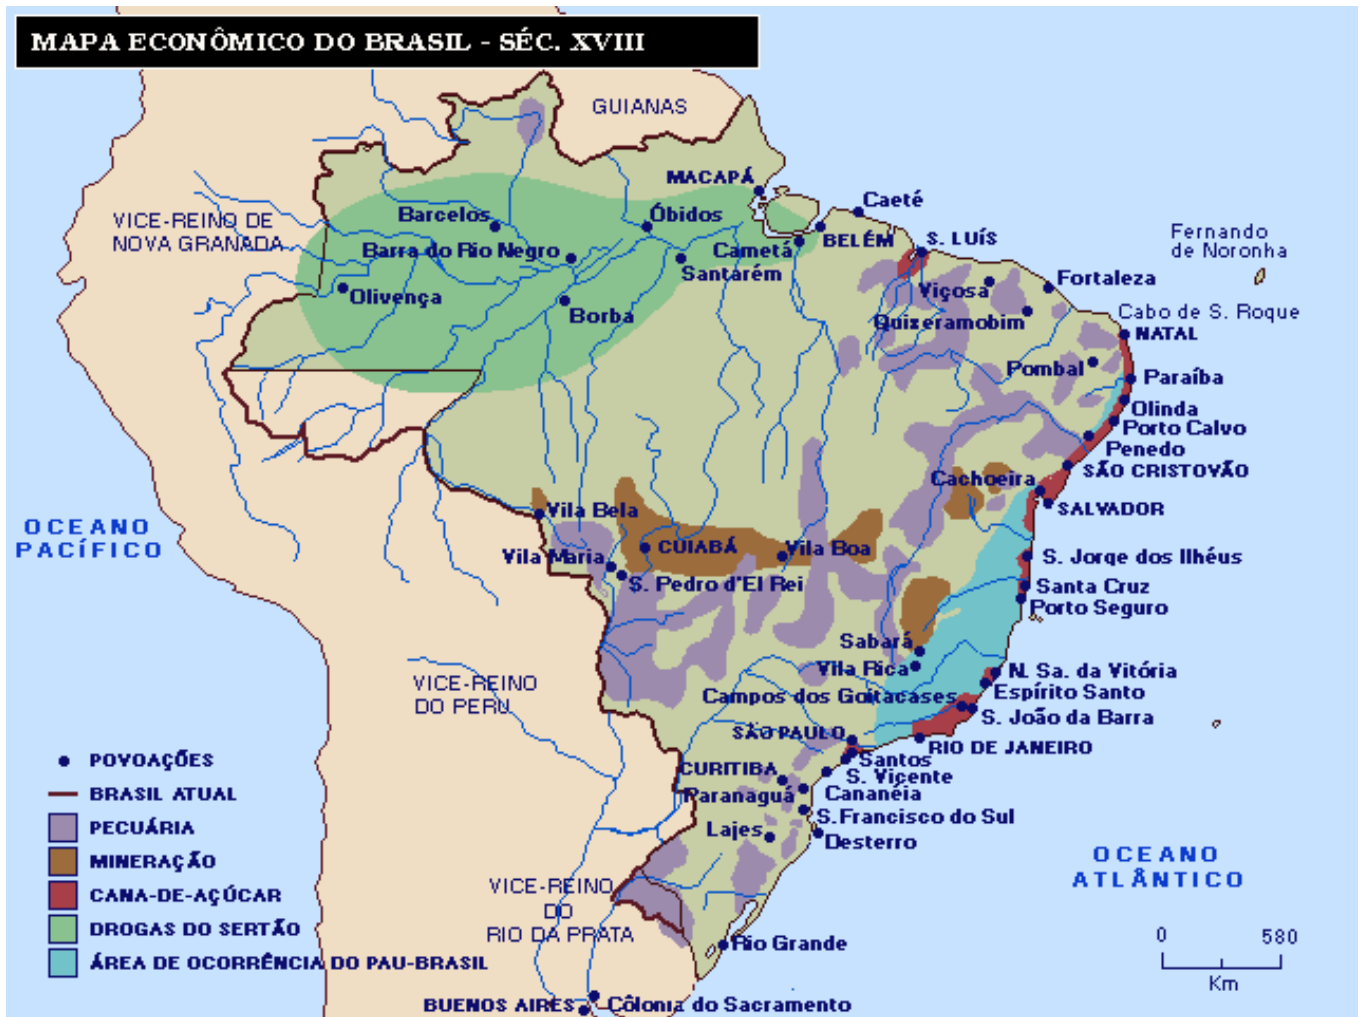 MAPA ECONÔMICO DO BRASIL - SÉC. XVIII
GUIANAS
MACAPÁ
Caeté
VICE-REINO DE
NOVA GRANADA
Barcelos
Óbidos
BELÉM
S. LUÍS
Fernando
de Noronha
Barra do Rio Negro
Cametá
Santarém
Olivença
Viçosa
Fortaleza
Borba
Quixeramobim
Cabo de S. Roque
NATAL
Pombal
Paraíba
Olinda
Porto Calvo
Penedo
SÃO CRISTOVÃO
Cachoeira
SALVADOR
OCEANO
PACÍFICO
Vila Bela
CUIABÁ
Vila Boa
Vila Maria
S. Pedro d'El Rei
S. Jorge dos Ilhéus
Santa Cruz
Porto Seguro
Sabará
Vila Rica
N. Sa. da Vitória
VICE-REINO
DO PERU
Campos dos Goitacases
Espírito Santo
S. João da Barra
SÃO PAULO
RIO DE JANEIRO
Santos
S. Vicente
CURITIBA
Paranaguá
Cananéia
S.Francisco do Sul
Lajes
Desterro
POVOAÇÕES
BRASIL ATUAL
PECUÁRIA
MINERAÇÃO
CANA-DE-AÇÚCAR
DROGAS DO SERTÃO
ÁREA DE OCORRÊNCIA DO PAU-BRASIL
OCEANO
ATLÂNTICO
VICE-REINO
DO
RIO DA PRATA
Rio Grande
0 580
Km
BUENOS AIRES
Côlonia do Sacramento